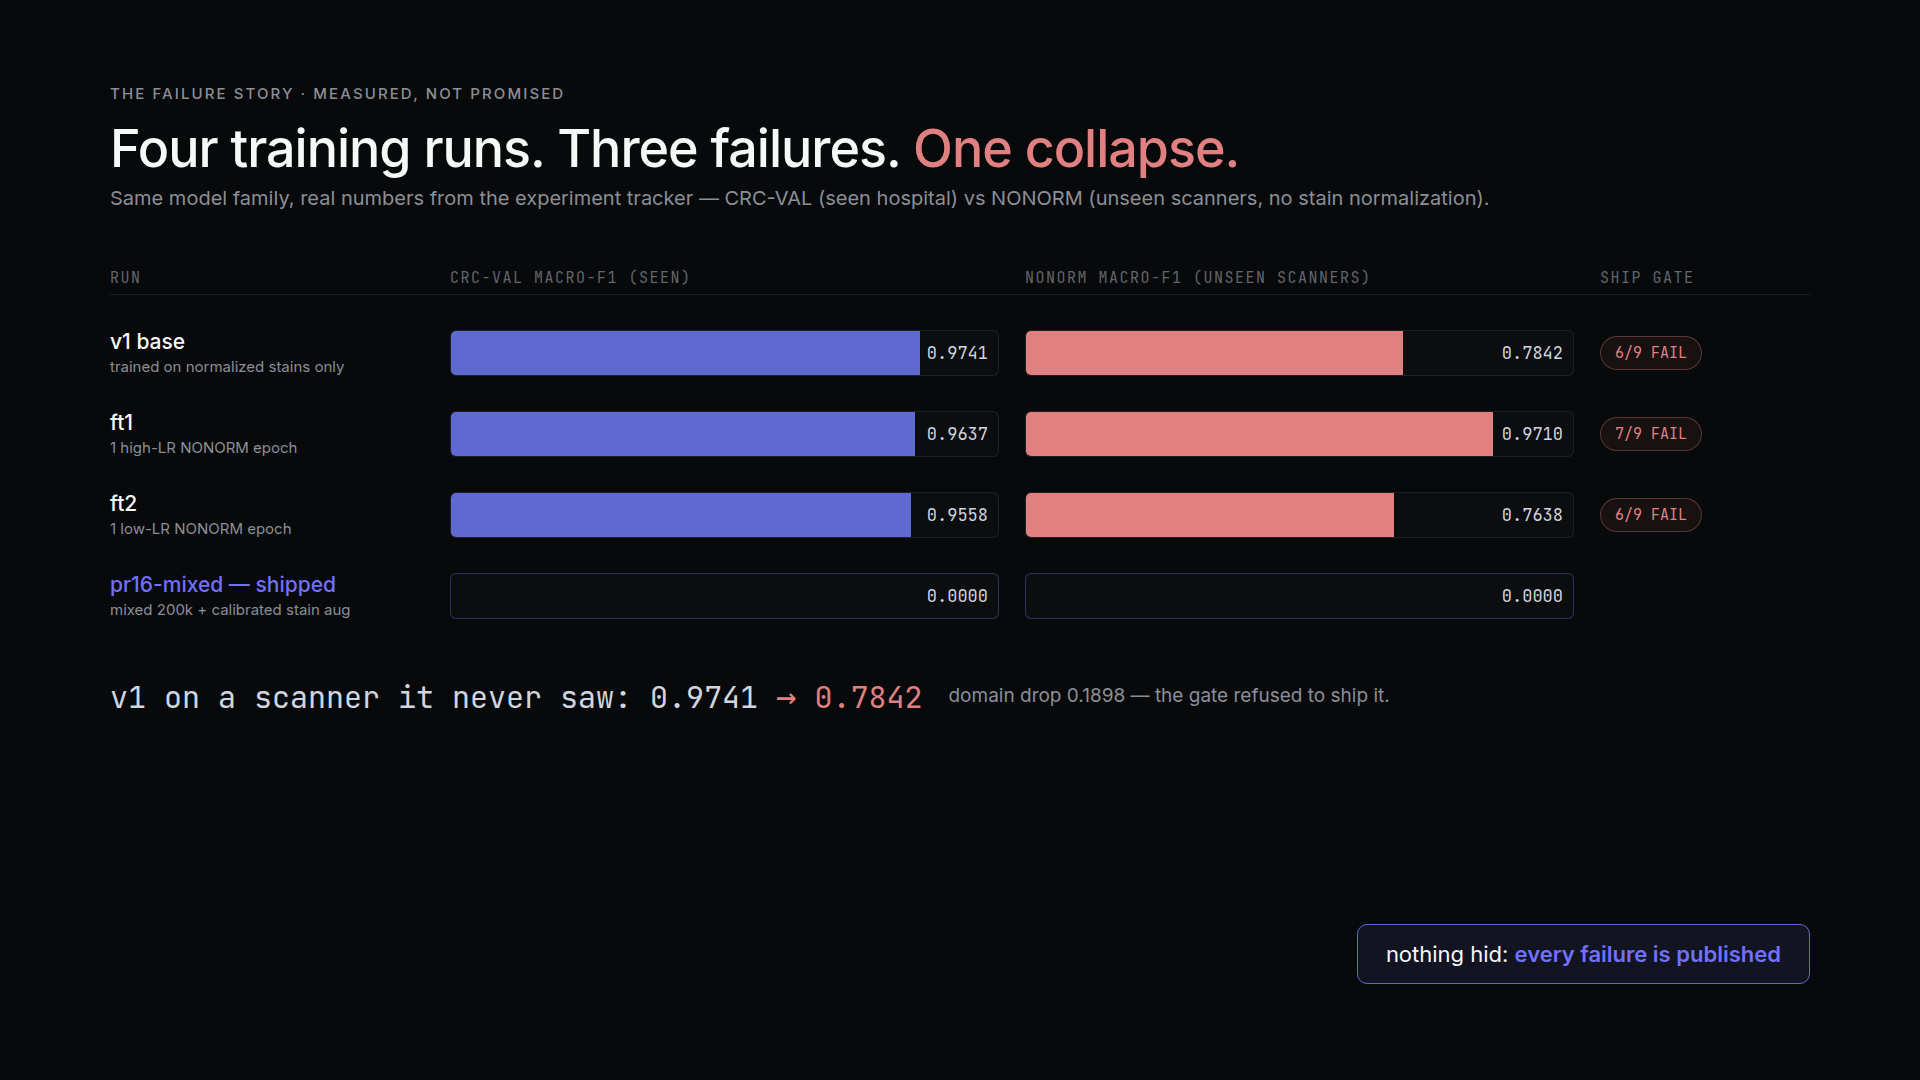 THE FAILURE STORY · MEASURED, NOT PROMISED
Four training runs. Three failures. One collapse.
Same model family, real numbers from the experiment tracker — CRC-VAL (seen hospital) vs NONORM (unseen scanners, no stain normalization).
RUN CRC-VAL MACRO-F1 (SEEN) NONORM MACRO-F1 (UNSEEN SCANNERS) SHIP GATE
v1 base
trained on normalized stains only
0.9741 0.7842 6/9 FAIL
ft1
1 high-LR NONORM epoch
0.9637 0.9710 7/9 FAIL
ft2
1 low-LR NONORM epoch
0.9558 0.7638 6/9 FAIL
pr16-mixed — shipped
mixed 200k + calibrated stain aug
0.0000 0.0000
v1 on a scanner it never saw: 0.9741 → 0.7842 domain drop 0.1898 — the gate refused to ship it.
nothing hid: every failure is published